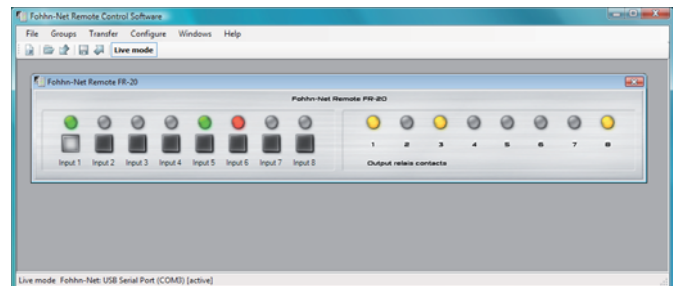 Fohhn-Net Remote Control Software
File Groups Transfer Configure Windows Help
Live mode
Fohhn-Net Remote FR-20
Fohhn-Net Remote FR-20
1 2 3 4 5 6 7 8
Input 1 Input 2 Input 3 Input 4 Input 5 Input 6 Input 7 Input 8
Output relais contacts
Live mode Fohhn-Net: USB Serial Port (COM3) [active]